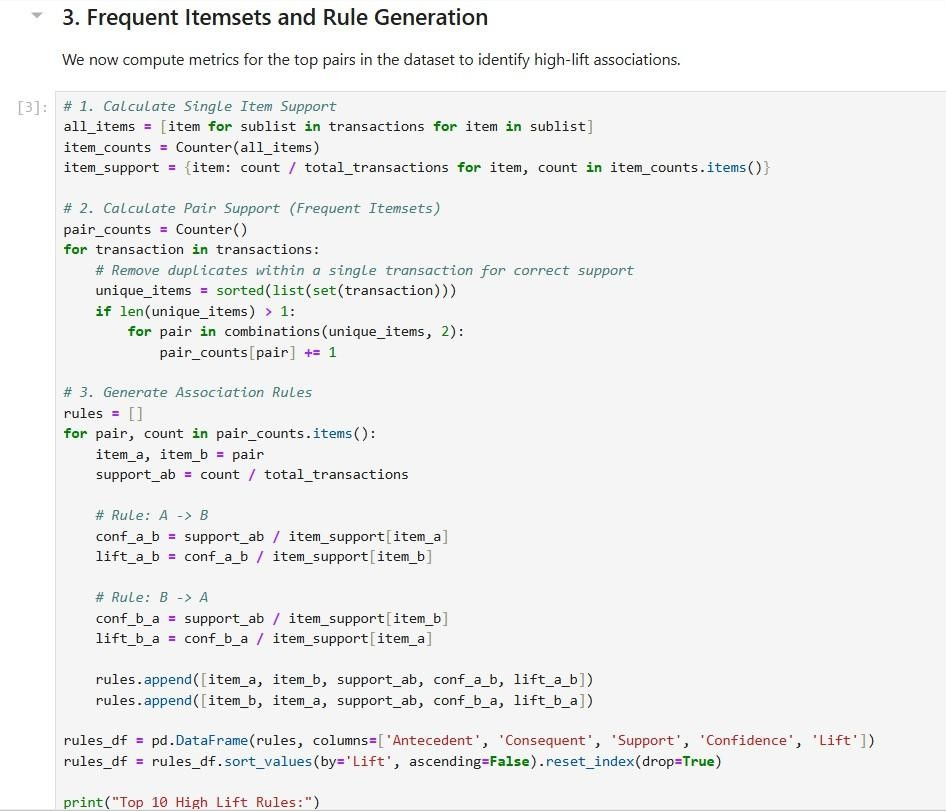 3. Frequent Itemsets and Rule Generation
We now compute metrics for the top pairs in the dataset to identify high-lift associations.
[3]:
# 1. Calculate Single Item Support
all_items = [item for sublist in transactions for item in sublist]
item_counts = Counter(all_items)
item_support = {item: count / total_transactions for item, count in item_counts.items()}
# 2. Calculate Pair Support (Frequent Itemsets)
pair_counts = Counter()
for transaction in transactions:
    # Remove duplicates within a single transaction for correct support
    unique_items = sorted(list(set(transaction)))
    if len(unique_items) > 1:
        for pair in combinations(unique_items, 2):
            pair_counts[pair] += 1
# 3. Generate Association Rules
rules = []
for pair, count in pair_counts.items():
    item_a, item_b = pair
    support_ab = count / total_transactions
    # Rule: A -> B
    conf_a_b = support_ab / item_support[item_a]
    lift_a_b = conf_a_b / item_support[item_b]
    # Rule: B -> A
    conf_b_a = support_ab / item_support[item_b]
    lift_b_a = conf_b_a / item_support[item_a]
    rules.append([item_a, item_b, support_ab, conf_a_b, lift_a_b])
    rules.append([item_b, item_a, support_ab, conf_b_a, lift_b_a])
rules_df = pd.DataFrame(rules, columns=['Antecedent', 'Consequent', 'Support', 'Confidence', 'Lift'])
rules_df = rules_df.sort_values(by='Lift', ascending=False).reset_index(drop=True)
print("Top 10 High Lift Rules:")